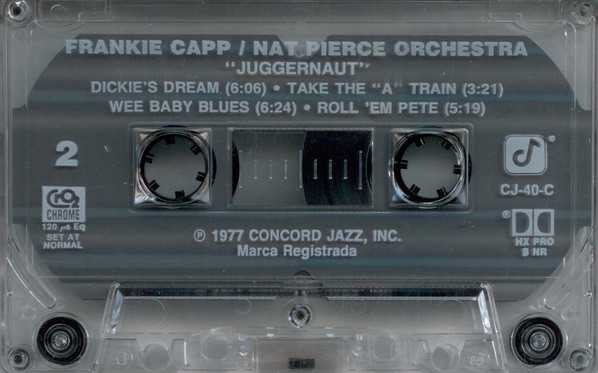 FRANKIE CAPP / NAT PIERCE ORCHESTRA
"JUGGERNAUT"
DICKIE'S DREAM (6:06) • TAKE THE "A" TRAIN (3:21)
WEE BABY BLUES (6:24) • ROLL 'EM PETE (5:19)
2
CJ-40-C
CHROME
120 µs Eq
SET AT
NORMAL
® HX PRO
B NR
℗ 1977 CONCORD JAZZ, INC.
Marca Registrada